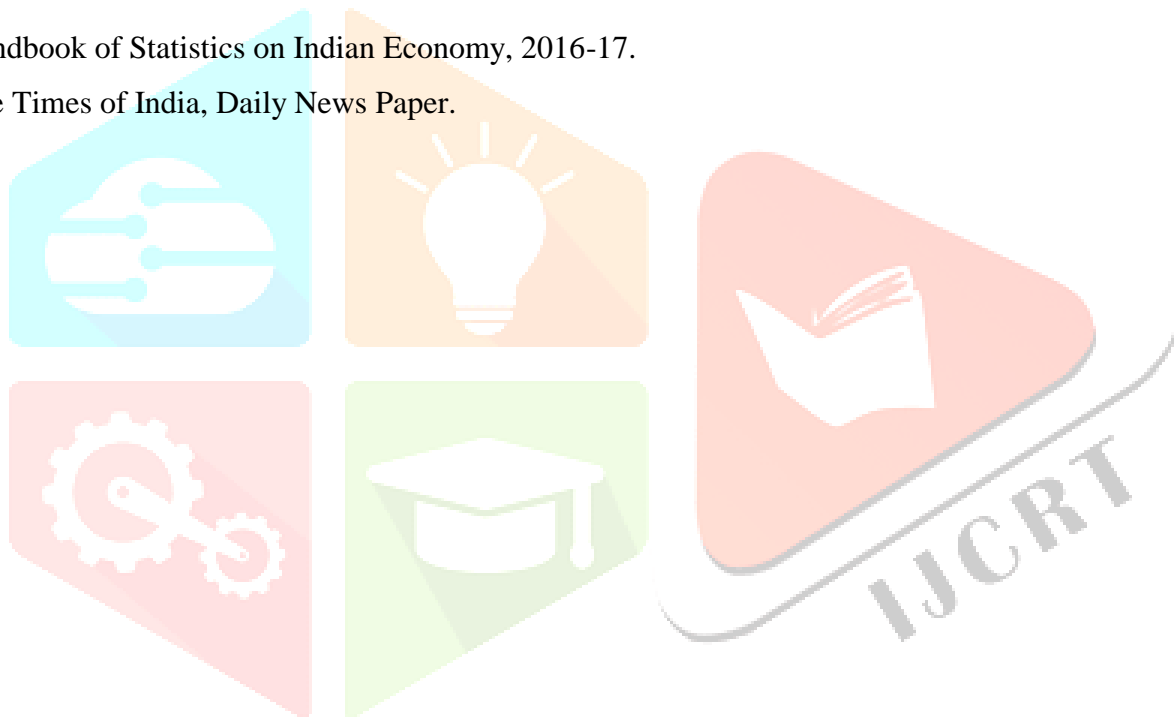 ndbook of Statistics on Indian Economy, 2016-17.
e Times of India, Daily News Paper.
IJCRT